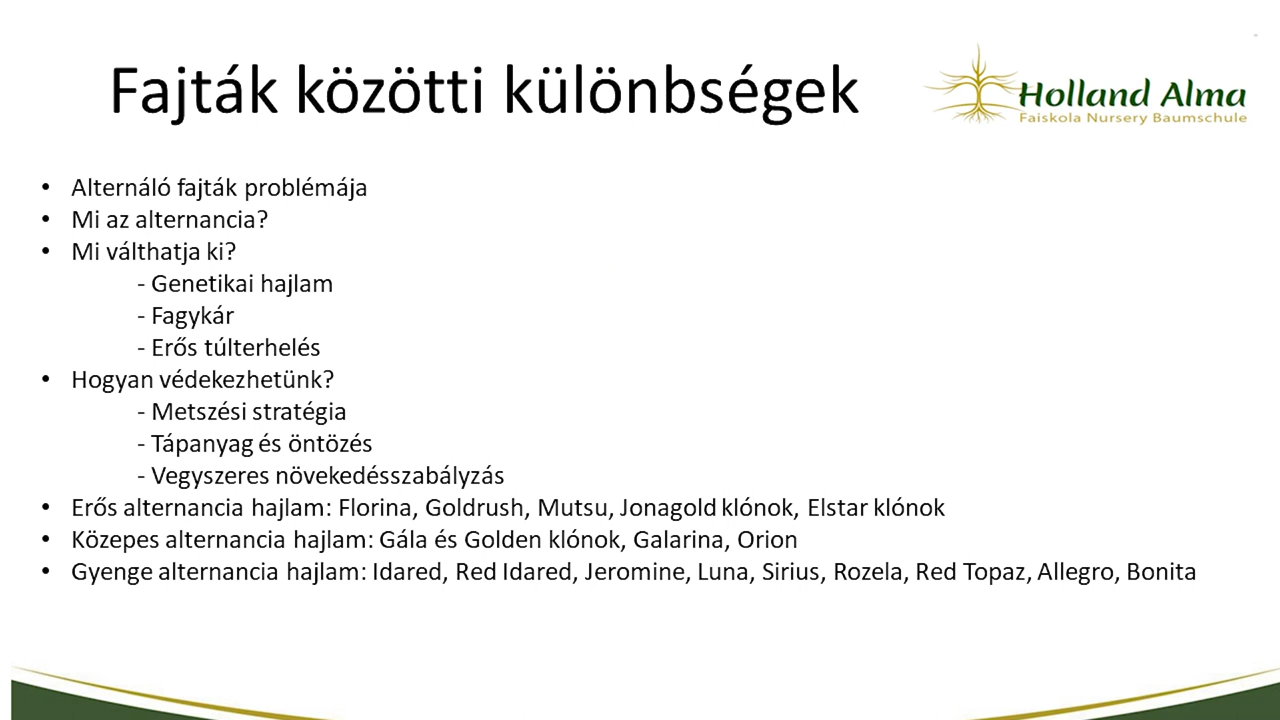 Fajták közötti különbségek
Holland Alma
Faiskola Nursery Baumschule
• Alternáló fajták problémája
• Mi az alternancia?
• Mi válthatja ki?
- Genetikai hajlam
- Fagykár
- Erős túlterhelés
• Hogyan védekezhetünk?
- Metszési stratégia
- Tápanyag és öntözés
- Vegyszeres növekedésszabályzás
• Erős alternancia hajlam: Florina, Goldrush, Mutsu, Jonagold klónok, Elstar klónok
• Közepes alternancia hajlam: Gála és Golden klónok, Galarina, Orion
• Gyenge alternancia hajlam: Idared, Red Idared, Jeromine, Luna, Sirius, Rozela, Red Topaz, Allegro, Bonita